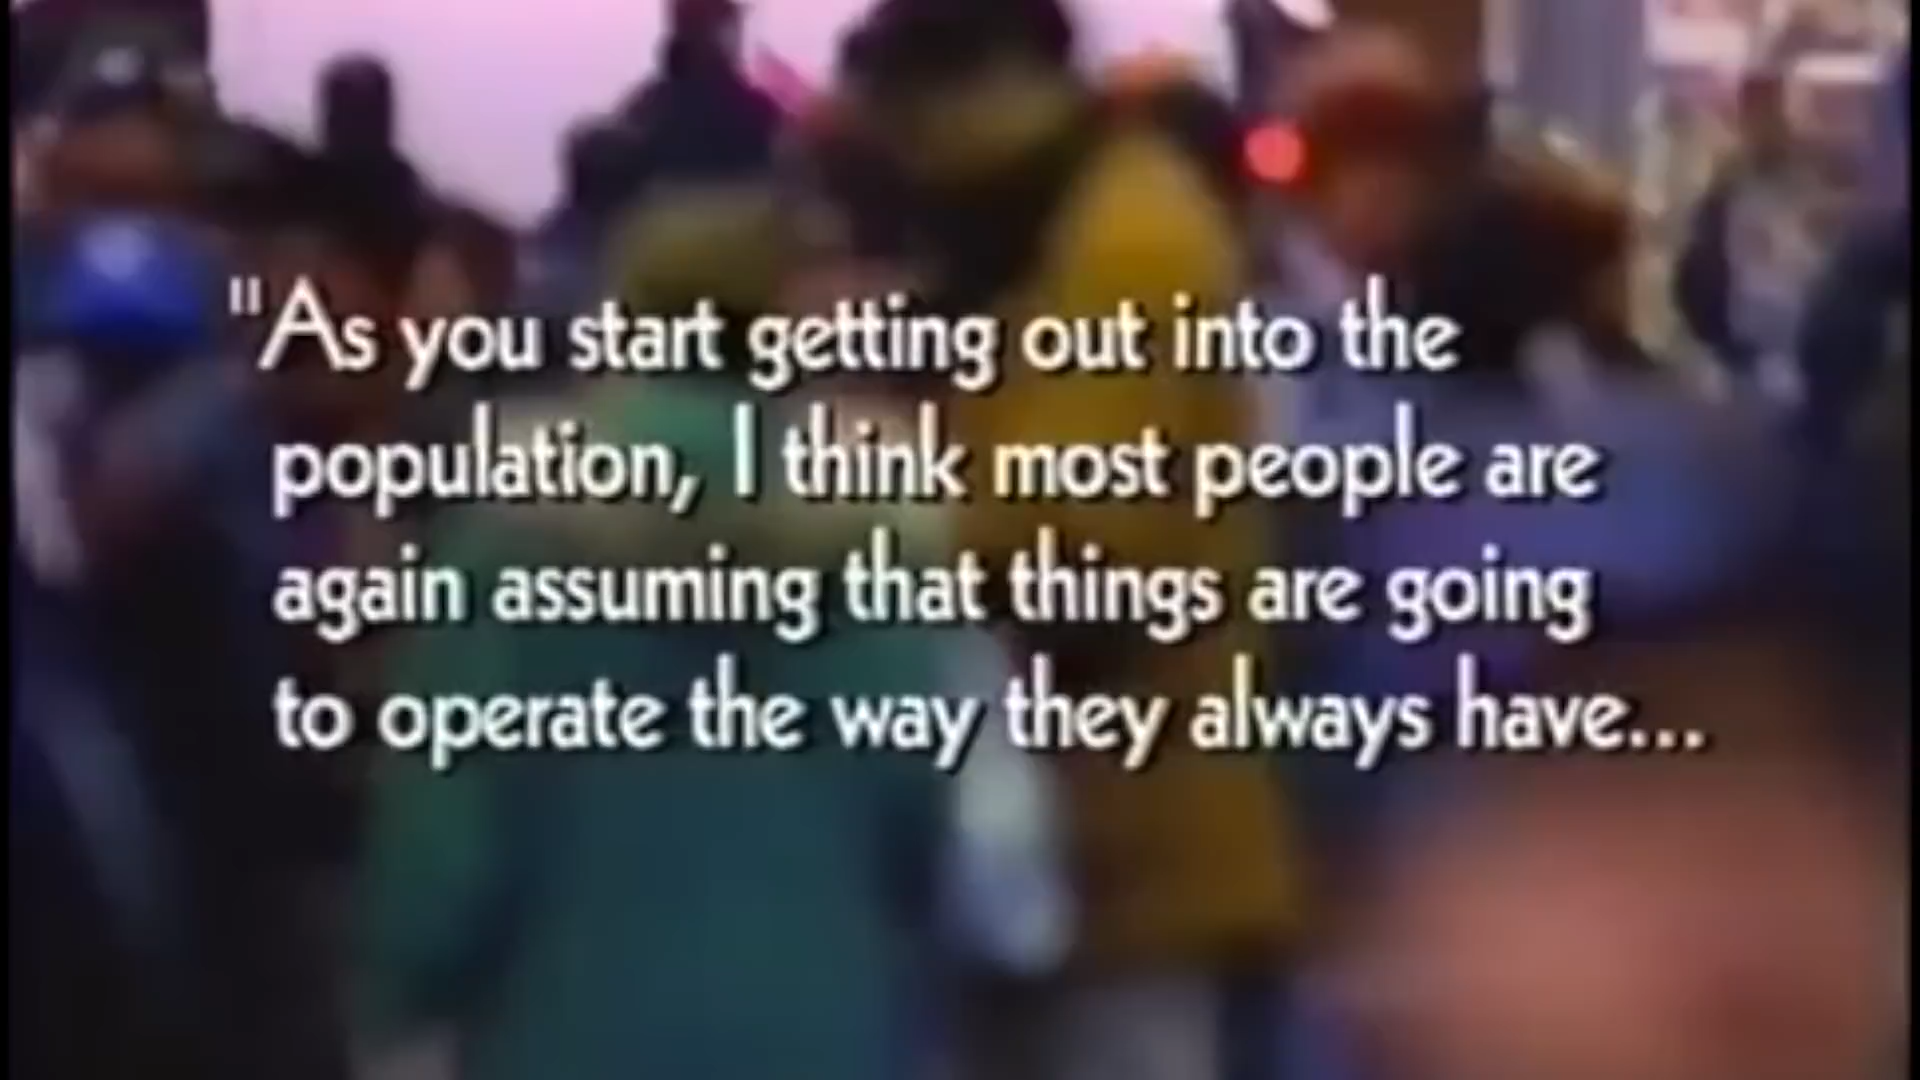 "As you start getting out into the
population, I think most people are
again assuming that things are going
to operate the way they always have...